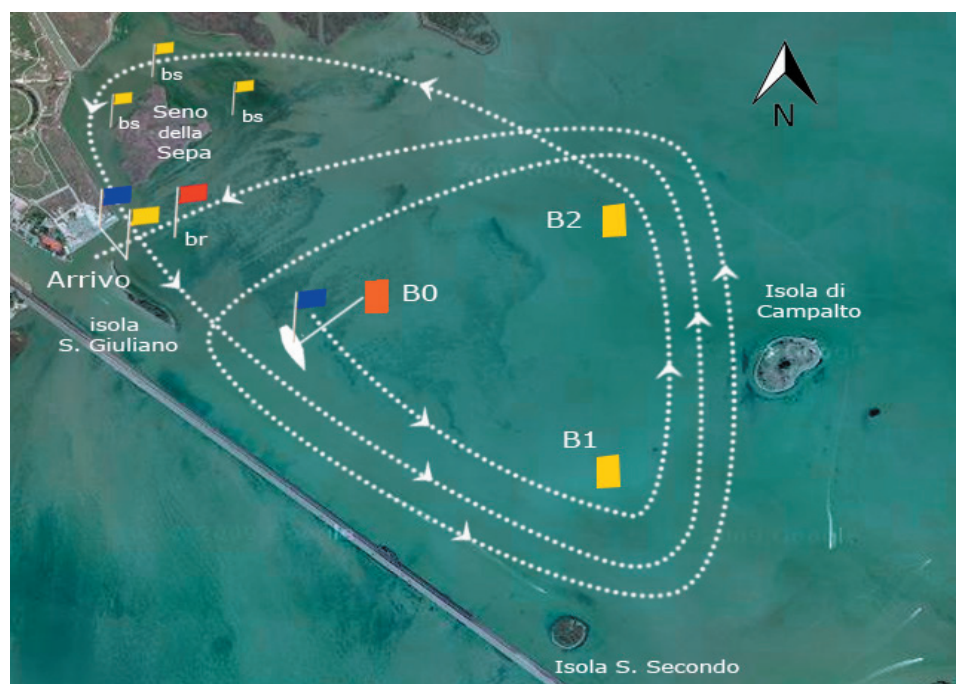 bs
bs
bs
Seno
della
Sepa
N
br
B2
Arrivo
B0
Isola di
Campalto
isola
S. Giuliano
B1
Isola S. Secondo